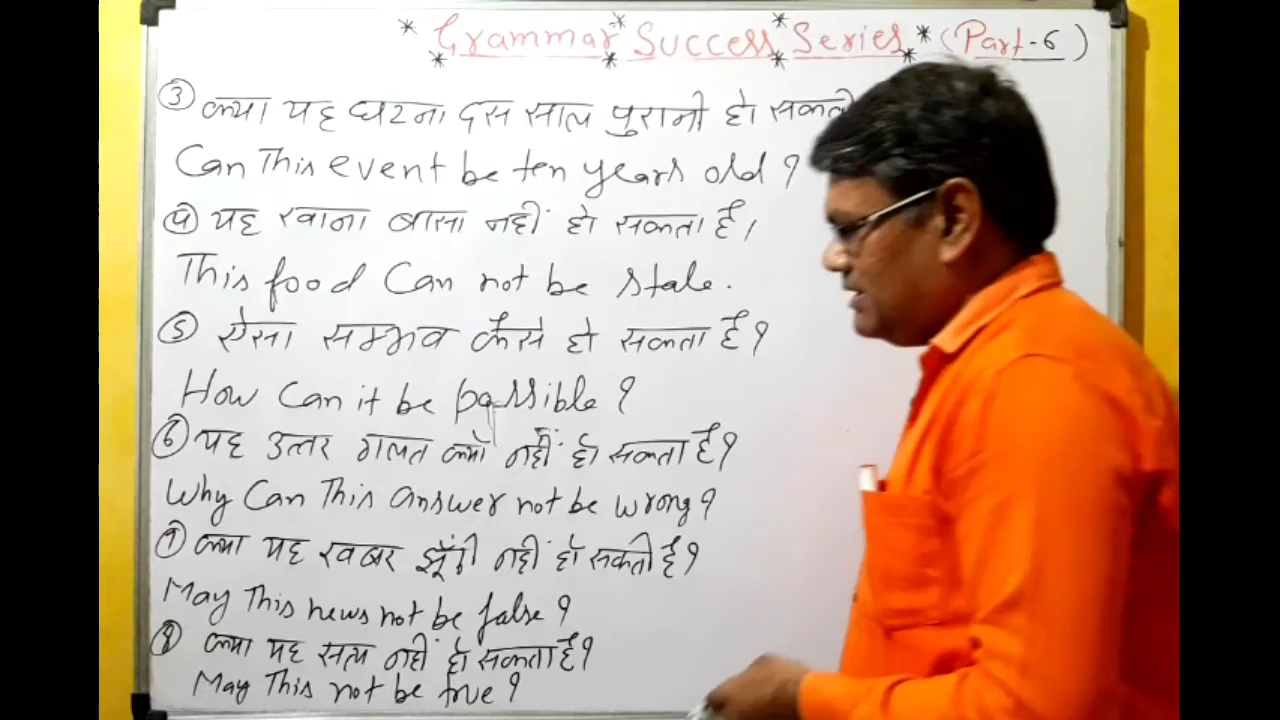 * Grammar * Success * Series * (Part-6)
③ क्या यह घटना दस साल पुरानी हो सकती
Can This event be ten years old ?
④ यह खाना बासा नहीं हो सकता है।
This food Can not be stale.
⑤ ऐसा सम्भव कैसे हो सकता है?
How Can it be possible ?
⑥ यह उत्तर गलत क्यों नहीं हो सकता है?
Why Can This answer not be wrong?
⑦ क्या यह खबर झूँठी नहीं हो सकती है?
May This news not be false ?
⑧ क्या यह सत्य नहीं हो सकता है?
May This not be true ?